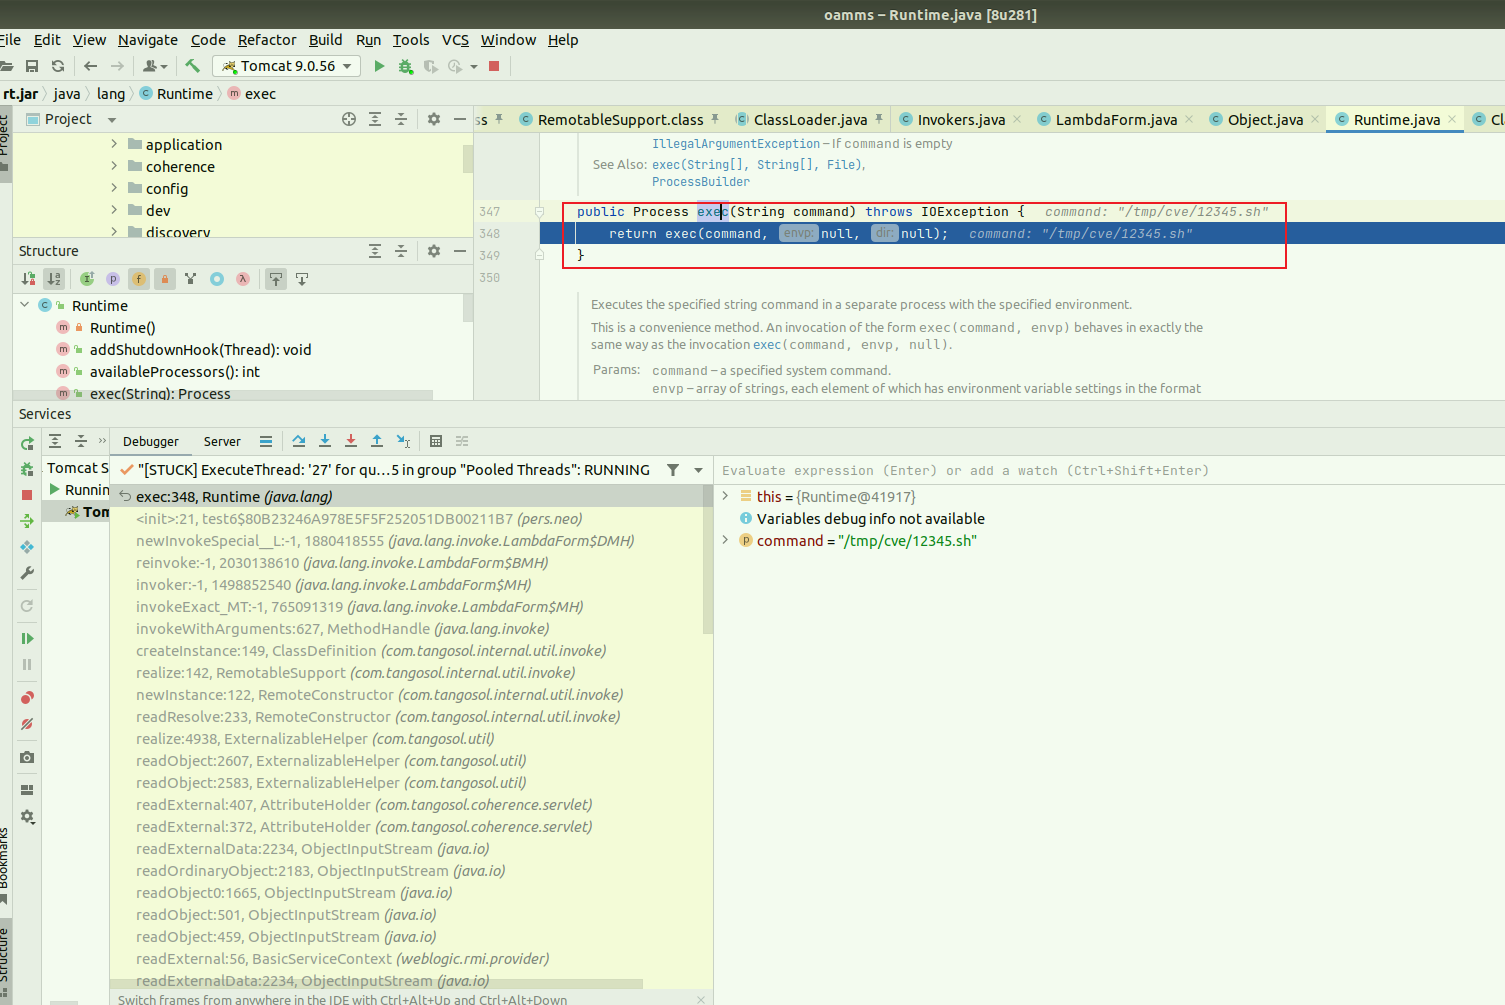 oamms – Runtime.java [8u281]
File Edit View Navigate Code Refactor Build Run Tools VCS Window Help
Tomcat 9.0.56
rt.jar java lang Runtime exec
Project
ss RemotableSupport.class ClassLoader.java Invokers.java LambdaForm.java Object.java Runtime.java Cl
application
coherence
config
dev
discovery
IllegalArgumentException – If command is empty
See Also: exec(String[], String[], File),
ProcessBuilder
347 public Process exec(String command) throws IOException { command: "/tmp/cve/12345.sh"
348 return exec(command, envp: null, dir: null); command: "/tmp/cve/12345.sh"
349 }
350
Executes the specified string command in a separate process with the specified environment.
This is a convenience method. An invocation of the form exec(command, envp) behaves in exactly the
same way as the invocation exec(command, envp, null).
Params: command – a specified system command.
envp – array of strings, each element of which has environment variable settings in the format
Structure
Runtime
Runtime()
addShutdownHook(Thread): void
availableProcessors(): int
exec(String): Process
Services
Debugger Server
Tomcat S
Runnin
Tom
"[STUCK] ExecuteThread: '27' for qu...5 in group "Pooled Threads": RUNNING
exec:348, Runtime (java.lang)
<init>:21, test6$80B23246A978E5F5F252051DB00211B7 (pers.neo)
newInvokeSpecial__L:-1, 1880418555 (java.lang.invoke.LambdaForm$DMH)
reinvoke:-1, 2030138610 (java.lang.invoke.LambdaForm$BMH)
invoker:-1, 1498852540 (java.lang.invoke.LambdaForm$MH)
invokeExact_MT:-1, 765091319 (java.lang.invoke.LambdaForm$MH)
invokeWithArguments:627, MethodHandle (java.lang.invoke)
createInstance:149, ClassDefinition (com.tangosol.internal.util.invoke)
realize:142, RemotableSupport (com.tangosol.internal.util.invoke)
newInstance:122, RemoteConstructor (com.tangosol.internal.util.invoke)
readResolve:233, RemoteConstructor (com.tangosol.internal.util.invoke)
realize:4938, ExternalizableHelper (com.tangosol.util)
readObject:2607, ExternalizableHelper (com.tangosol.util)
readObject:2583, ExternalizableHelper (com.tangosol.util)
readExternal:407, AttributeHolder (com.tangosol.coherence.servlet)
readExternal:372, AttributeHolder (com.tangosol.coherence.servlet)
readExternalData:2234, ObjectInputStream (java.io)
readOrdinaryObject:2183, ObjectInputStream (java.io)
readObject0:1665, ObjectInputStream (java.io)
readObject:501, ObjectInputStream (java.io)
readObject:459, ObjectInputStream (java.io)
readExternal:56, BasicServiceContext (weblogic.rmi.provider)
readExternalData:2234, ObjectInputStream (java.io)
Switch frames from anywhere in the IDE with Ctrl+Alt+Up and Ctrl+Alt+Down
Evaluate expression (Enter) or add a watch (Ctrl+Shift+Enter)
this = {Runtime@41917}
Variables debug info not available
command = "/tmp/cve/12345.sh"
Project
Bookmarks
Structure